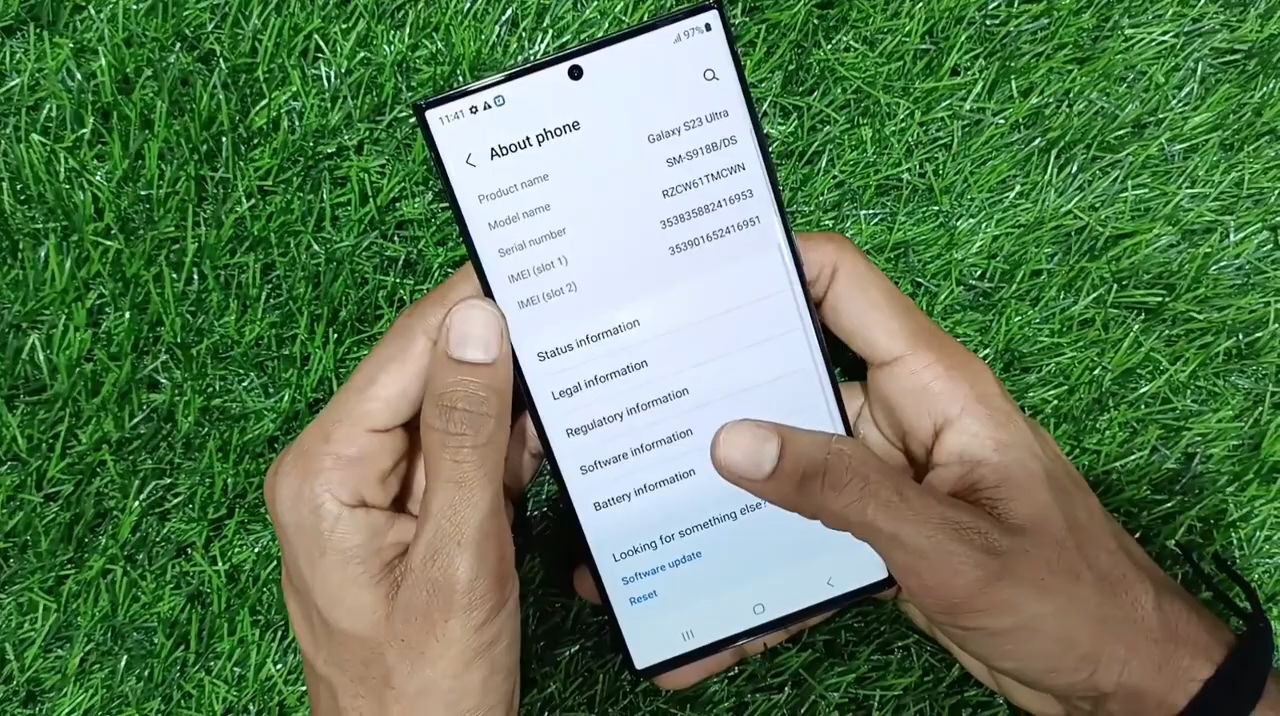 11:41
97%
About phone
Product name Galaxy S23 Ultra
Model name SM-S918B/DS
Serial number RZCW61TMCWN
IMEI (slot 1) 353835882416953
IMEI (slot 2) 353901652416951
Status information
Legal information
Regulatory information
Software information
Battery information
Looking for something else?
Software update
Reset